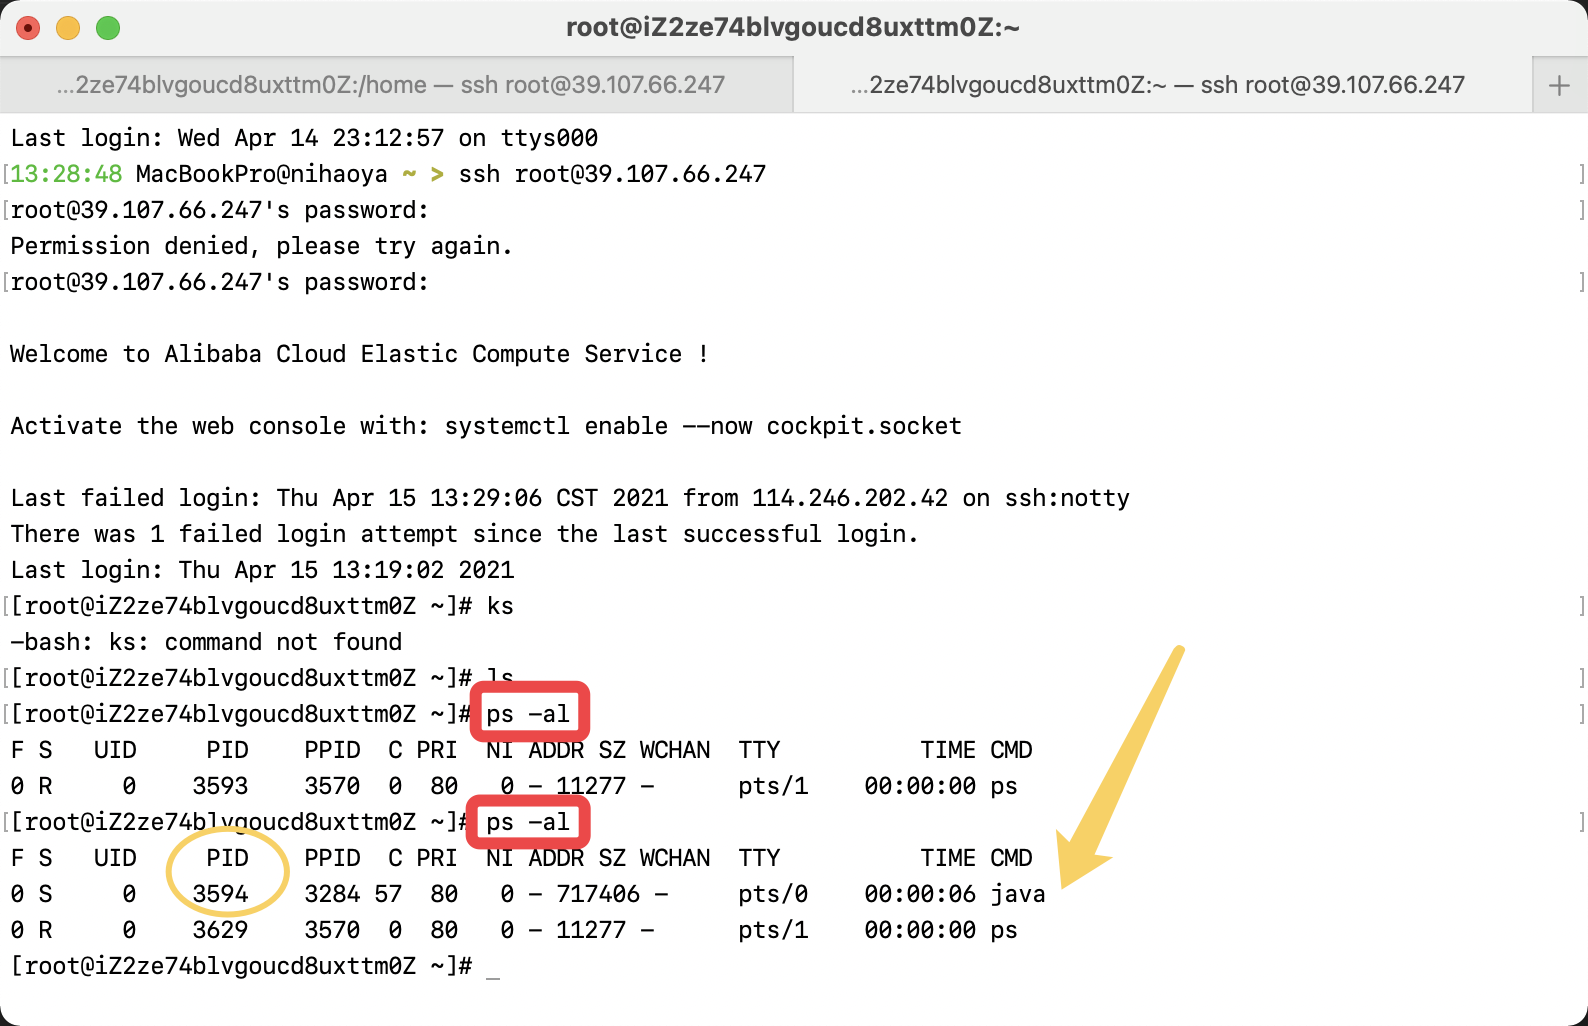 root@iZ2ze74blvgoucd8uxttm0Z:~
...2ze74blvgoucd8uxttm0Z:/home — ssh root@39.107.66.247
...2ze74blvgoucd8uxttm0Z:~ — ssh root@39.107.66.247 +
Last login: Wed Apr 14 23:12:57 on ttys000
[13:28:48 MacBookPro@nihaoya ~ > ssh root@39.107.66.247 ]
[root@39.107.66.247's password: ]
Permission denied, please try again.
[root@39.107.66.247's password: ]
Welcome to Alibaba Cloud Elastic Compute Service !
Activate the web console with: systemctl enable --now cockpit.socket
Last failed login: Thu Apr 15 13:29:06 CST 2021 from 114.246.202.42 on ssh:notty
There was 1 failed login attempt since the last successful login.
Last login: Thu Apr 15 13:19:02 2021
[[root@iZ2ze74blvgoucd8uxttm0Z ~]# ks ]
-bash: ks: command not found
[[root@iZ2ze74blvgoucd8uxttm0Z ~]# ls ]
[[root@iZ2ze74blvgoucd8uxttm0Z ~]# ps -al ]
F S   UID     PID    PPID  C PRI  NI ADDR SZ WCHAN  TTY          TIME CMD
0 R     0    3593    3570  0  80   0 - 11277 -      pts/1    00:00:00 ps
[[root@iZ2ze74blvgoucd8uxttm0Z ~]# ps -al ]
F S   UID     PID    PPID  C PRI  NI ADDR SZ WCHAN  TTY          TIME CMD
0 S     0    3594    3284 57  80   0 - 717406 -     pts/0    00:00:06 java
0 R     0    3629    3570  0  80   0 - 11277 -      pts/1    00:00:00 ps
[root@iZ2ze74blvgoucd8uxttm0Z ~]# _